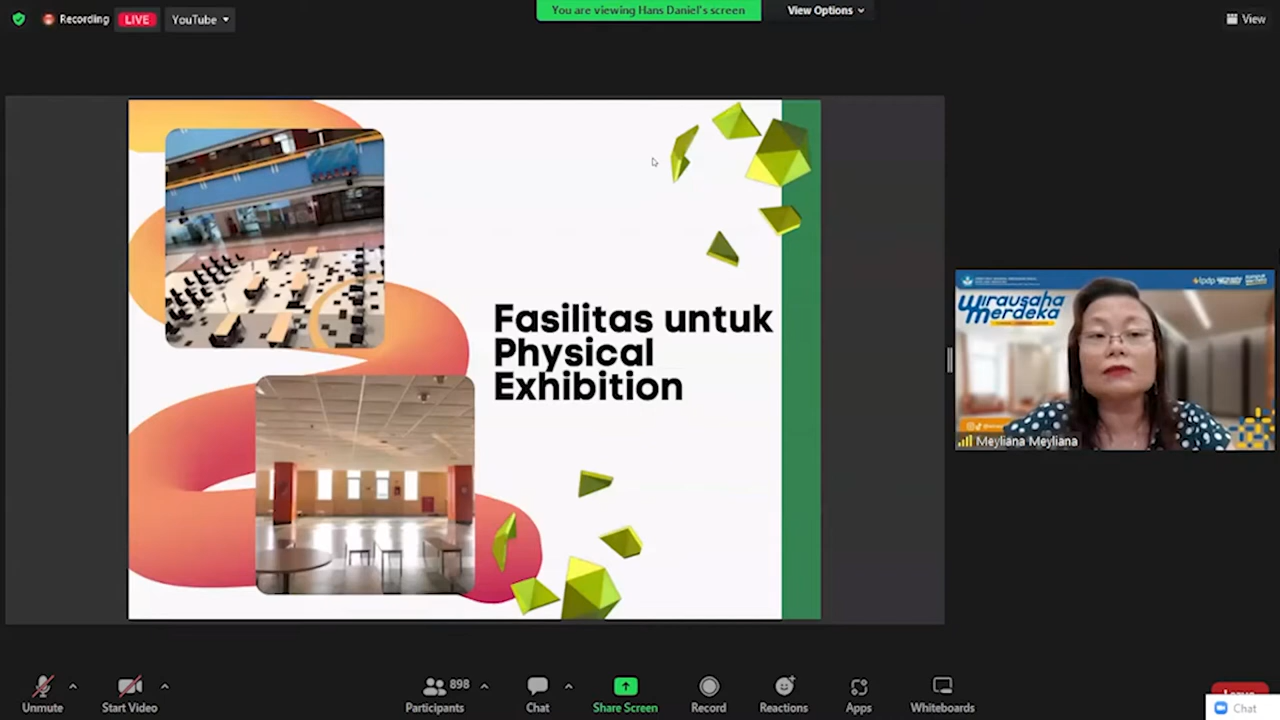 Recording
LIVE
YouTube
You are viewing Hans Daniel's screen
View Options
View
Fasilitas untuk
Physical
Exhibition
lpdp
Wirausaha
Merdeka
Meyliana Meyliana
Unmute
Start Video
898
Participants
Chat
Share Screen
Record
Reactions
Apps
Whiteboards
Chat